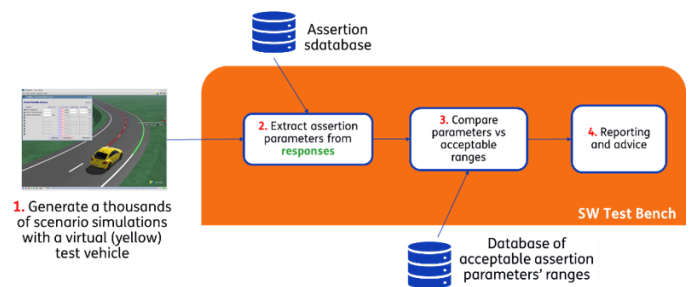 Assertion
sdatabase
2. Extract assertion
parameters from
responses
3. Compare
parameters vs
acceptable
ranges
4. Reporting
and advice
1. Generate a thousands
of scenario simulations
with a virtual (yellow)
test vehicle
SW Test Bench
Database of
acceptable assertion
parameters' ranges